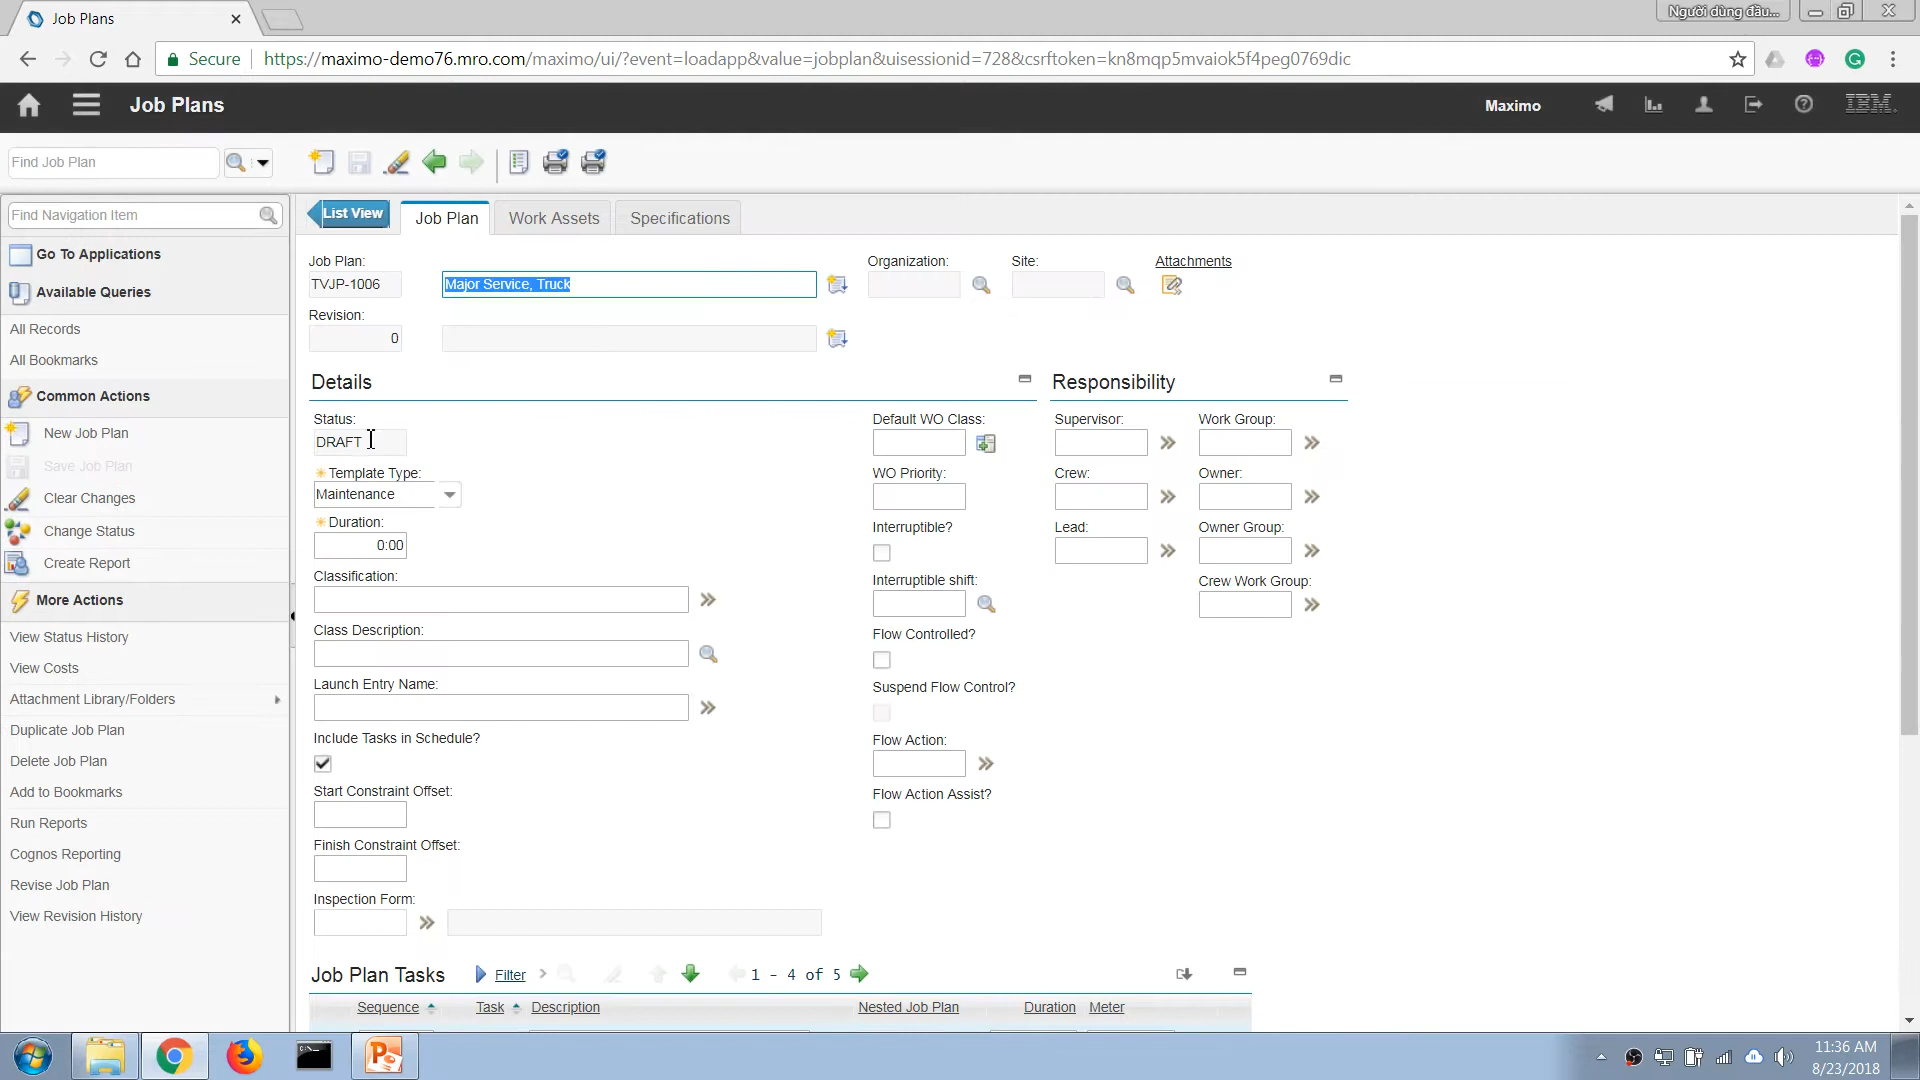 Job Plans
Người dùng đầu...
Secure
https://maximo-demo76.mro.com/maximo/ui/?event=loadapp&value=jobplan&uisessionid=728&csrftoken=kn8mqp5mvaiok5f4peg0769dic
Job Plans
Maximo
IBM.
Find Job Plan
Find Navigation Item
Go To Applications
Available Queries
All Records
All Bookmarks
Common Actions
New Job Plan
Save Job Plan
Clear Changes
Change Status
Create Report
More Actions
View Status History
View Costs
Attachment Library/Folders
Duplicate Job Plan
Delete Job Plan
Add to Bookmarks
Run Reports
Cognos Reporting
Revise Job Plan
View Revision History
List View
Job Plan
Work Assets
Specifications
Job Plan:
TVJP-1006
Major Service, Truck
Organization:
Site:
Attachments
Revision:
0
Details
Status:
DRAFT
Template Type:
Maintenance
Duration:
0:00
Classification:
Class Description:
Launch Entry Name:
Include Tasks in Schedule?
Start Constraint Offset:
Finish Constraint Offset:
Inspection Form:
Default WO Class:
WO Priority:
Interruptible?
Interruptible shift:
Flow Controlled?
Suspend Flow Control?
Flow Action:
Flow Action Assist?
Responsibility
Supervisor:
Work Group:
Crew:
Owner:
Lead:
Owner Group:
Crew Work Group:
Job Plan Tasks
Filter
1 - 4 of 5
Sequence
Task
Description
Nested Job Plan
Duration
Meter
11:36 AM
8/23/2018